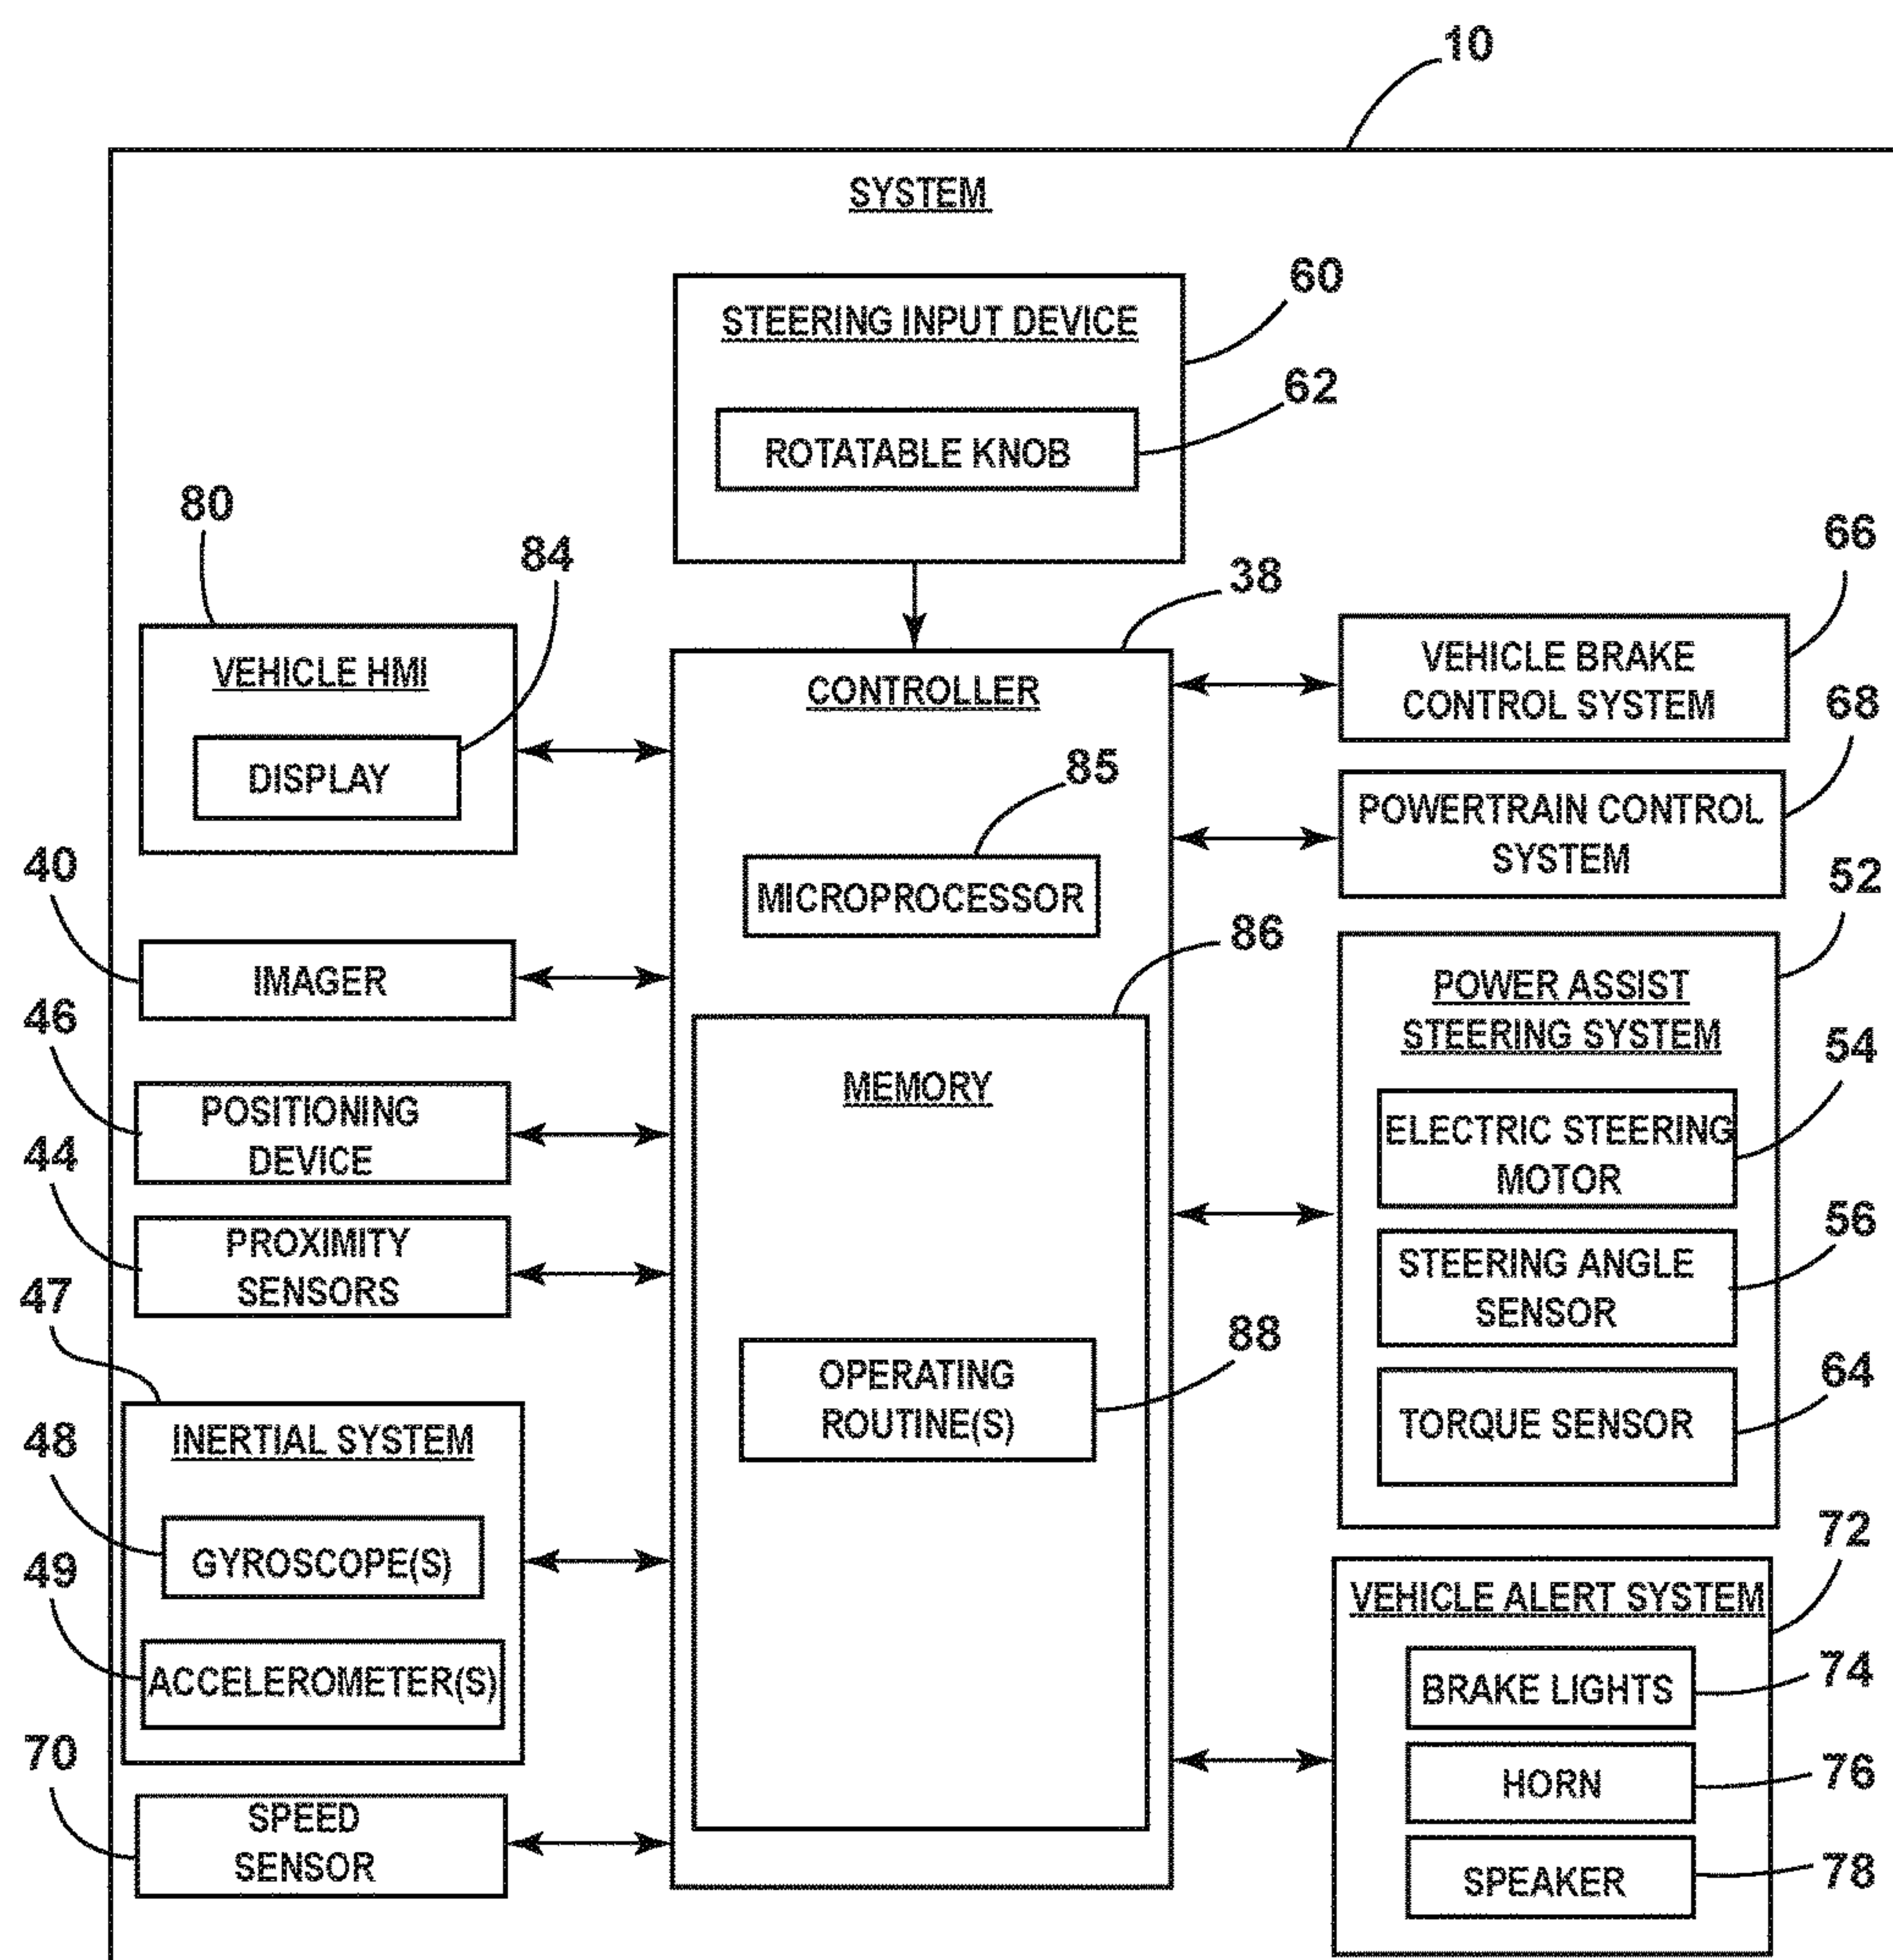 10
SYSTEM
60
STEERING INPUT DEVICE
62
ROTATABLE KNOB
80
84
VEHICLE HMI
DISPLAY
38
CONTROLLER
66
VEHICLE BRAKE
CONTROL SYSTEM
68
POWERTRAIN CONTROL
SYSTEM
85
MICROPROCESSOR
40
IMAGER
86
MEMORY
52
POWER ASSIST
STEERING SYSTEM
54
ELECTRIC STEERING
MOTOR
46
POSITIONING
DEVICE
44
PROXIMITY
SENSORS
56
STEERING ANGLE
SENSOR
88
OPERATING
ROUTINE(S)
64
TORQUE SENSOR
47
INERTIAL SYSTEM
48
GYROSCOPE(S)
49
ACCELEROMETER(S)
72
VEHICLE ALERT SYSTEM
74
BRAKE LIGHTS
76
HORN
78
SPEAKER
70
SPEED
SENSOR